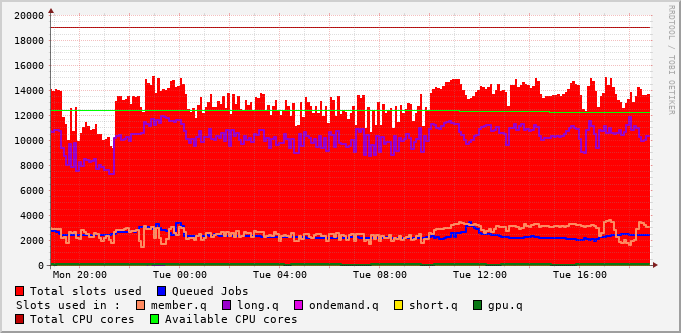 20000
18000
16000
14000
12000
10000
8000
6000
4000
2000
0
Mon 20:00 Tue 00:00 Tue 04:00 Tue 08:00 Tue 12:00 Tue 16:00
RRDTOOL / TOBI OETIKER
Total slots used Queued Jobs
Slots used in : member.q long.q ondemand.q short.q gpu.q
Total CPU cores Available CPU cores